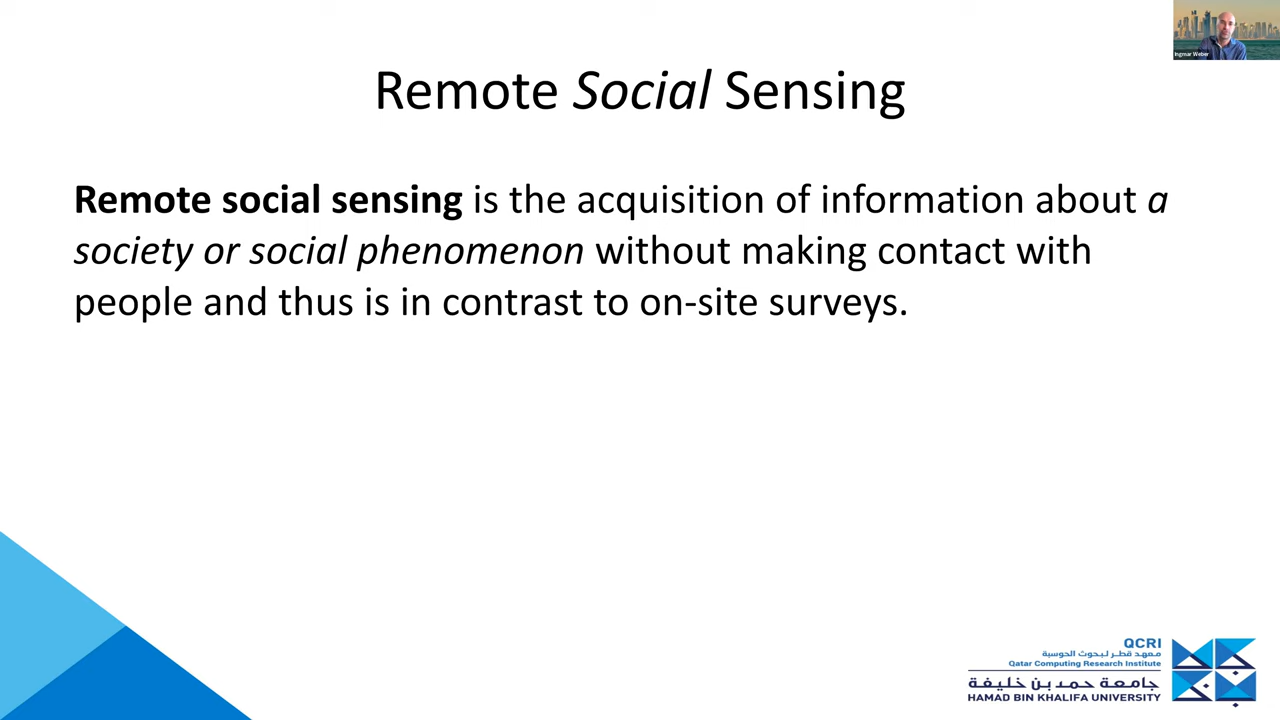 Ingmar Weber
Remote Social Sensing
Remote social sensing is the acquisition of information about a
society or social phenomenon without making contact with
people and thus is in contrast to on-site surveys.
QCRI
معهد قطر لبحوث الحوسبة
Qatar Computing Research Institute
جامعة حمد بن خليفة
HAMAD BIN KHALIFA UNIVERSITY